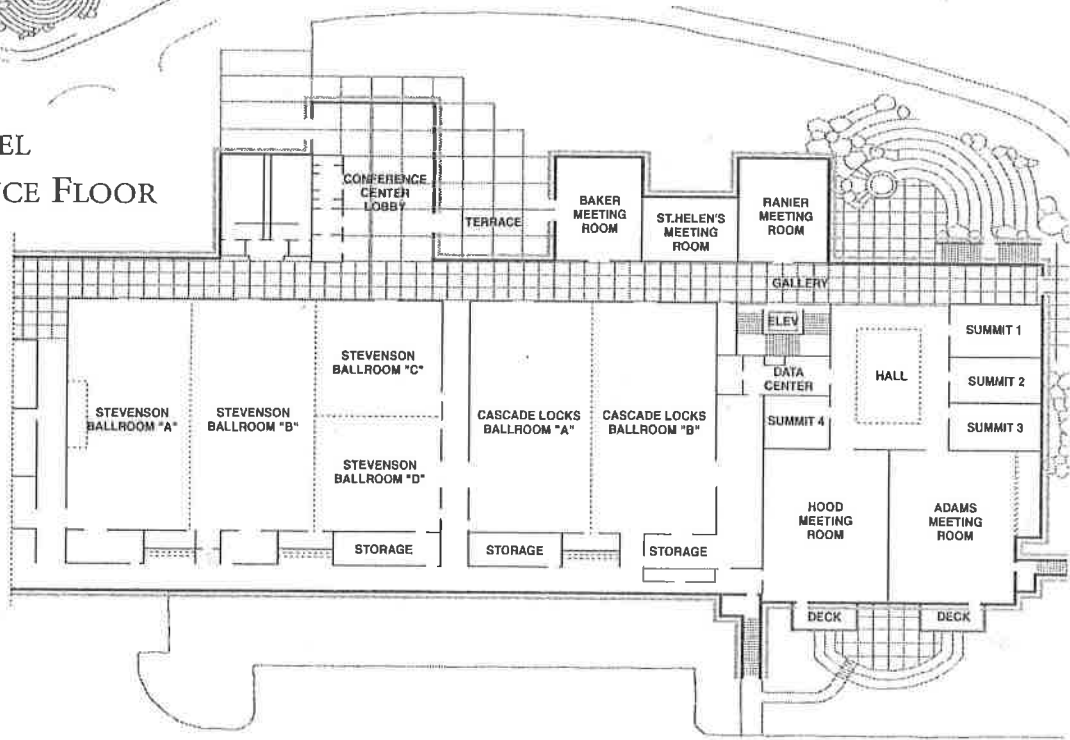 EL
NCE FLOOR
CONFERENCE
CENTER
LOBBY
TERRACE
BAKER
MEETING
ROOM
ST.HELEN'S
MEETING
ROOM
RANIER
MEETING
ROOM
GALLERY
ELEV
SUMMIT 1
STEVENSON
BALLROOM "C"
DATA
CENTER
HALL
SUMMIT 2
STEVENSON
BALLROOM "A"
STEVENSON
BALLROOM "B"
CASCADE LOCKS
BALLROOM "A"
CASCADE LOCKS
BALLROOM "B"
SUMMIT 4
SUMMIT 3
STEVENSON
BALLROOM "D"
HOOD
MEETING
ROOM
ADAMS
MEETING
ROOM
STORAGE
STORAGE
STORAGE
DECK
DECK